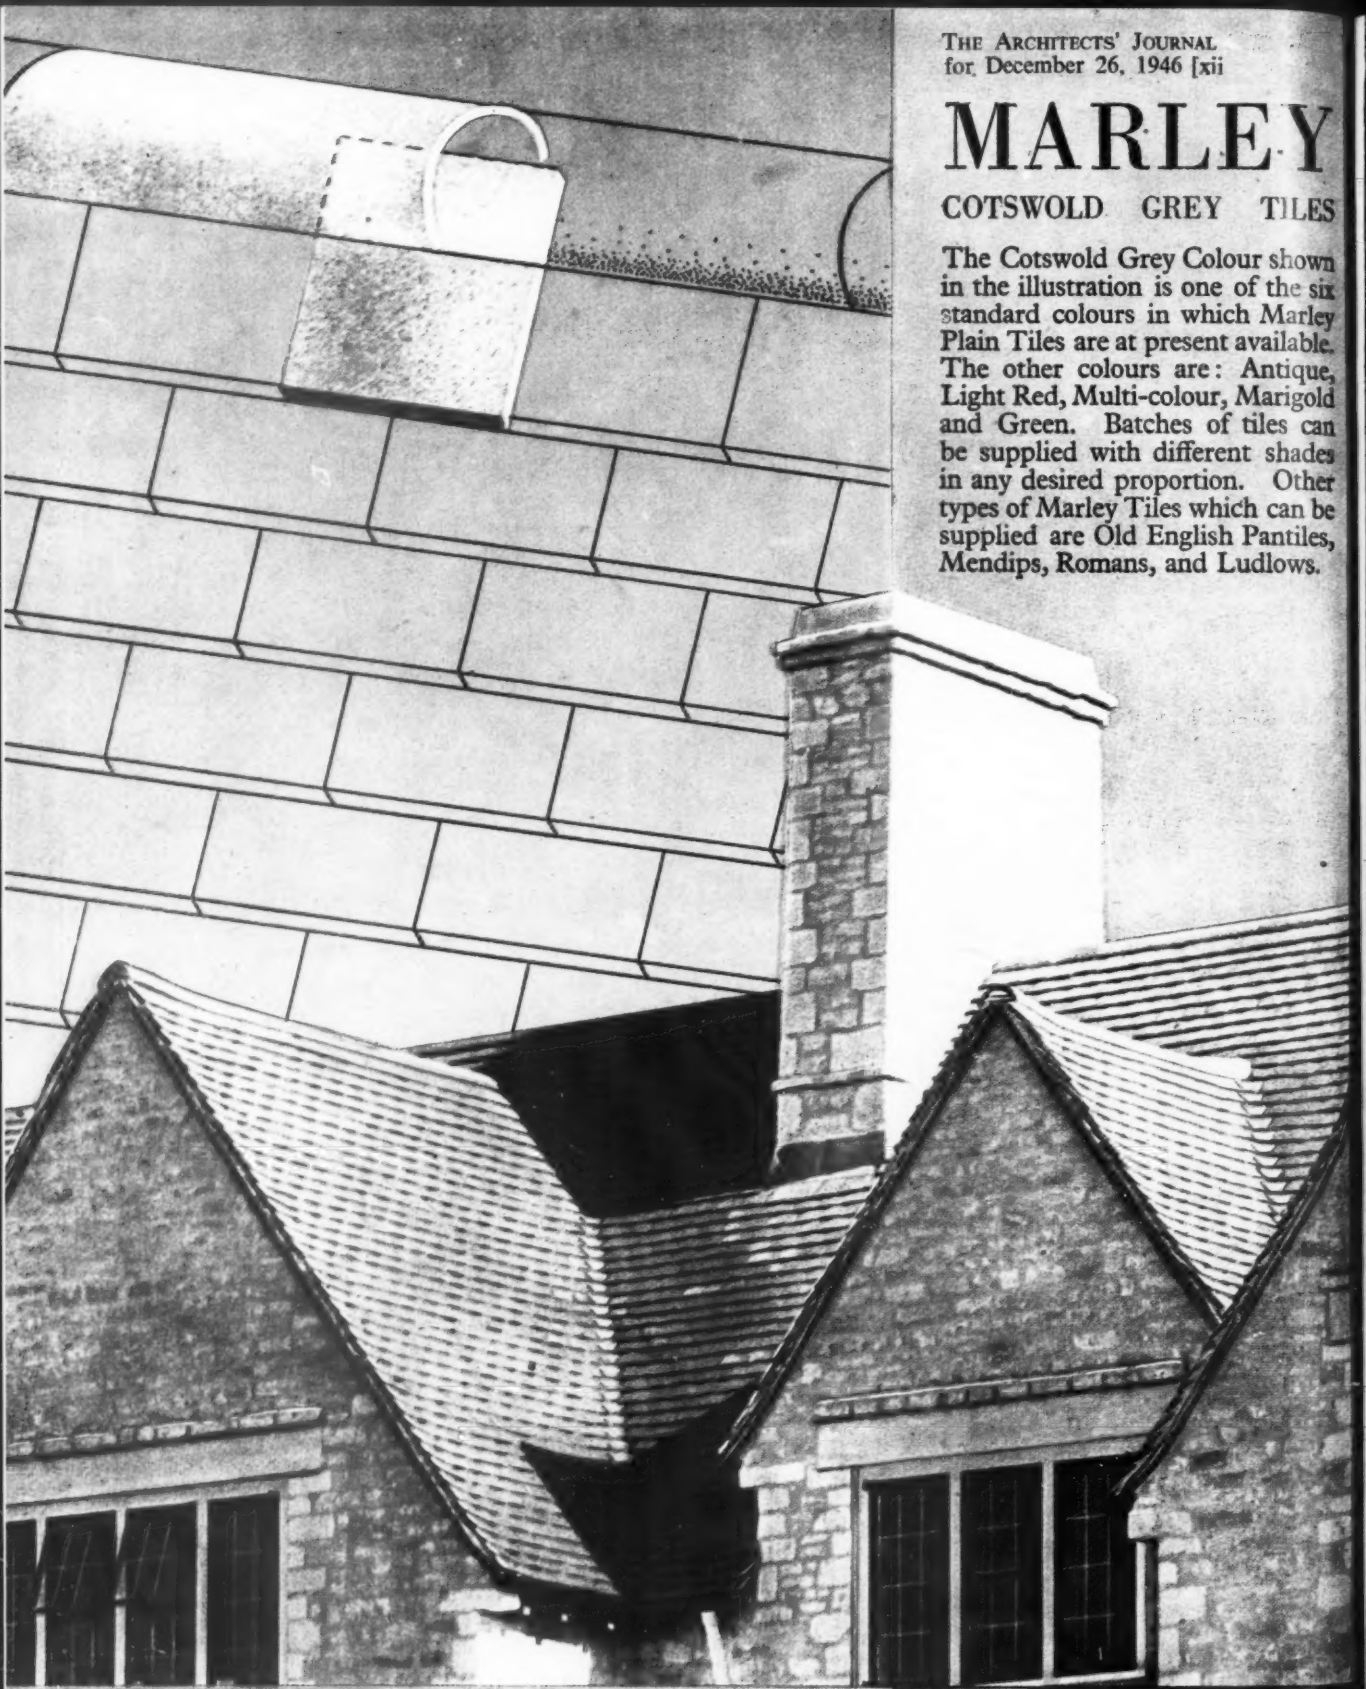 THE ARCHITECTS' JOURNAL
for December 26, 1946 [xii
MARLEY
COTSWOLD GREY TILES
The Cotswold Grey Colour shown
in the illustration is one of the six
standard colours in which Marley
Plain Tiles are at present available.
The other colours are: Antique,
Light Red, Multi-colour, Marigold
and Green. Batches of tiles can
be supplied with different shades
in any desired proportion. Other
types of Marley Tiles which can be
supplied are Old English Pantiles,
Mendips, Romans, and Ludlows.